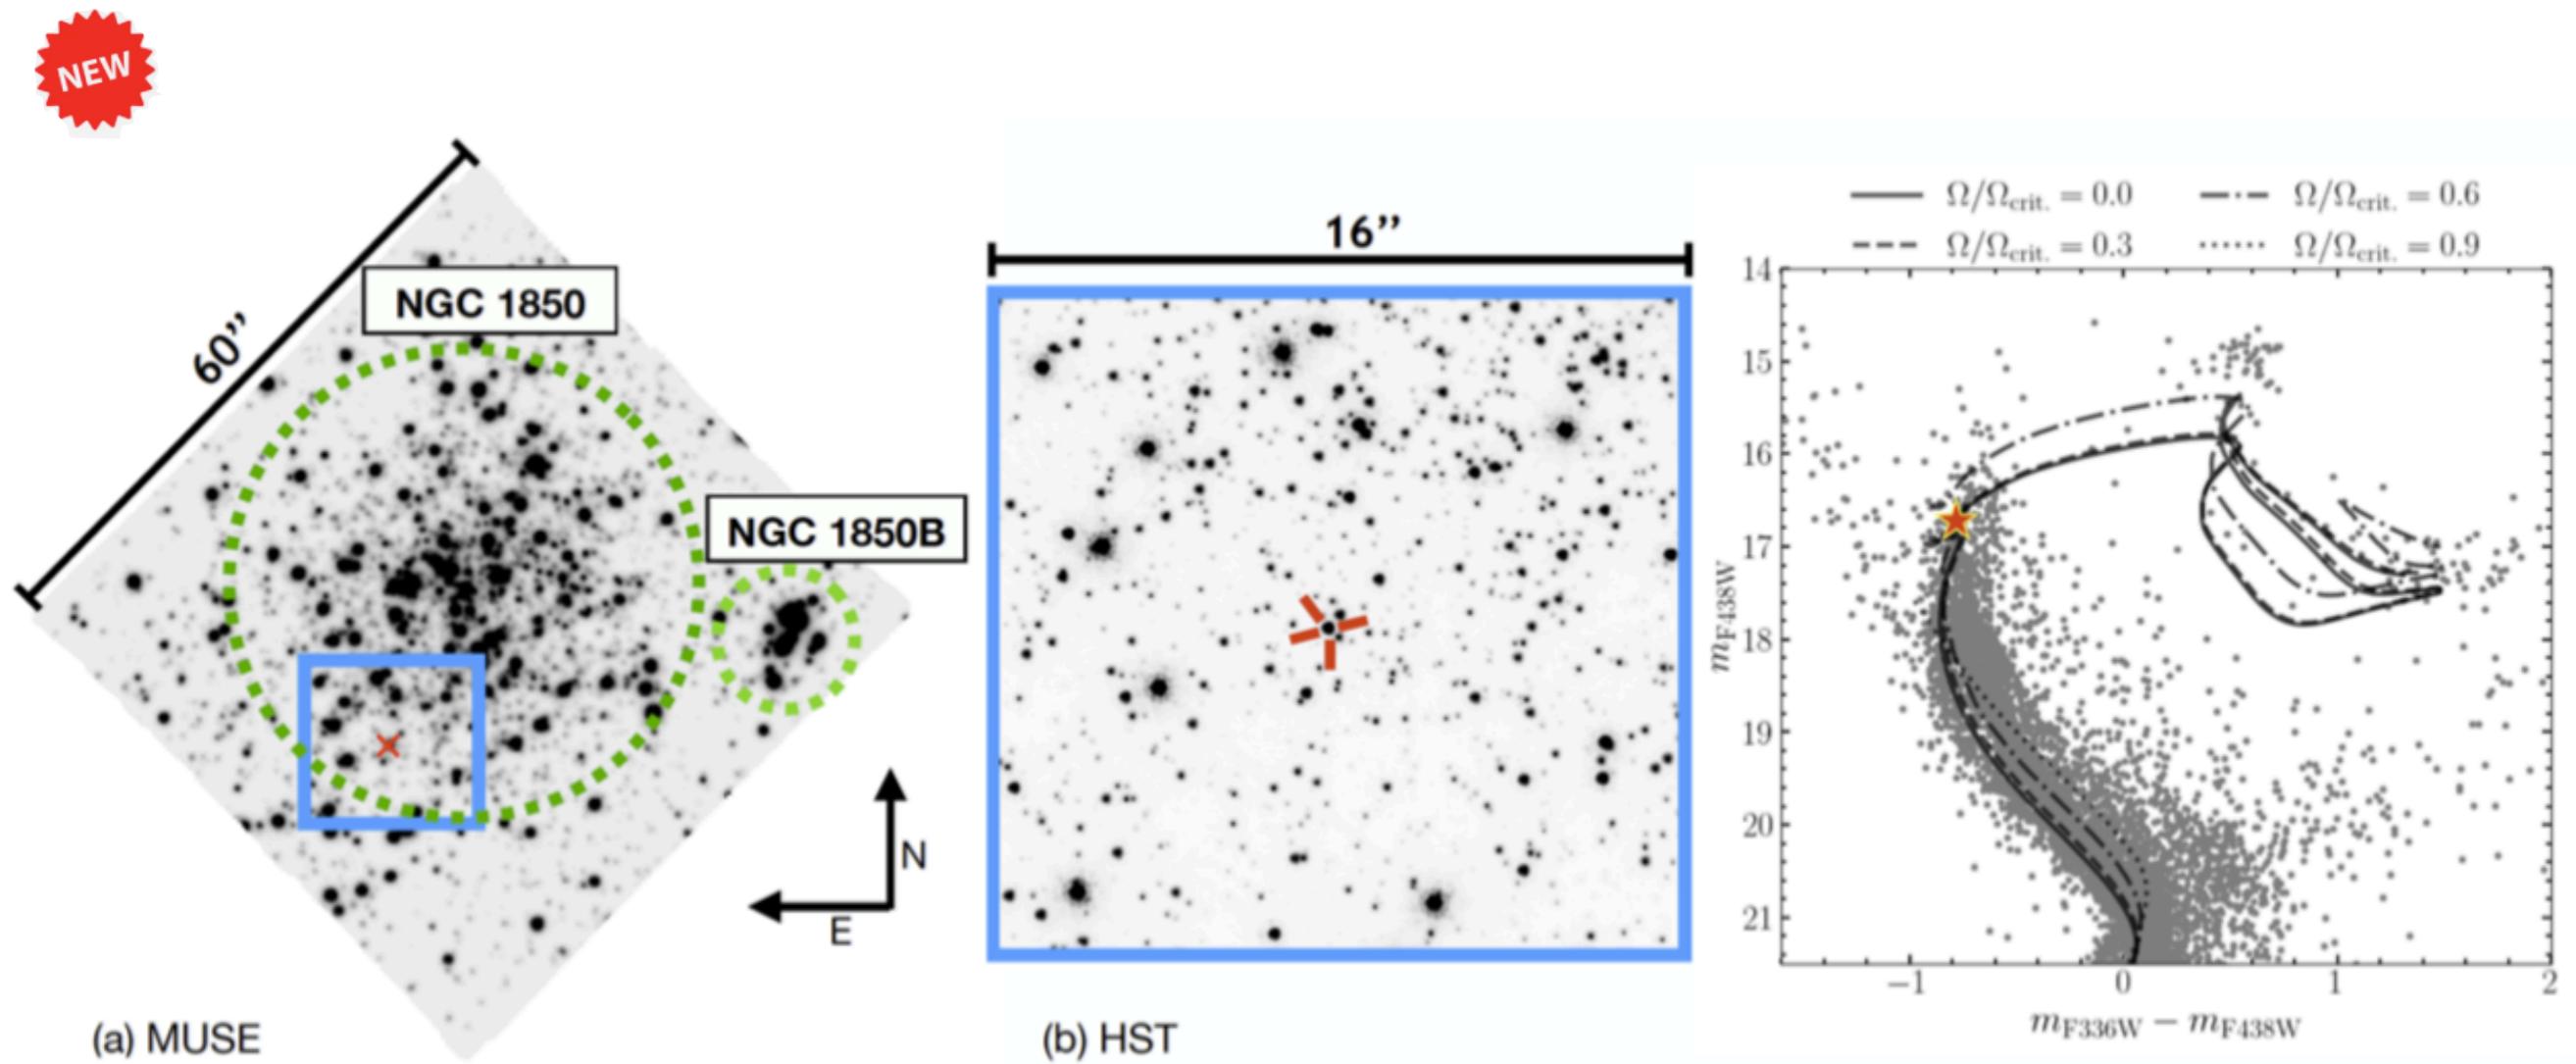 NEW
60”
NGC 1850
NGC 1850B
N
E
(a) MUSE
16”
(b) HST
Ω/Ωcrit. = 0.0
Ω/Ωcrit. = 0.6
Ω/Ωcrit. = 0.3
Ω/Ωcrit. = 0.9
14
15
16
17
18
19
20
21
mF438W
−1 0 1 2
mF336W − mF438W